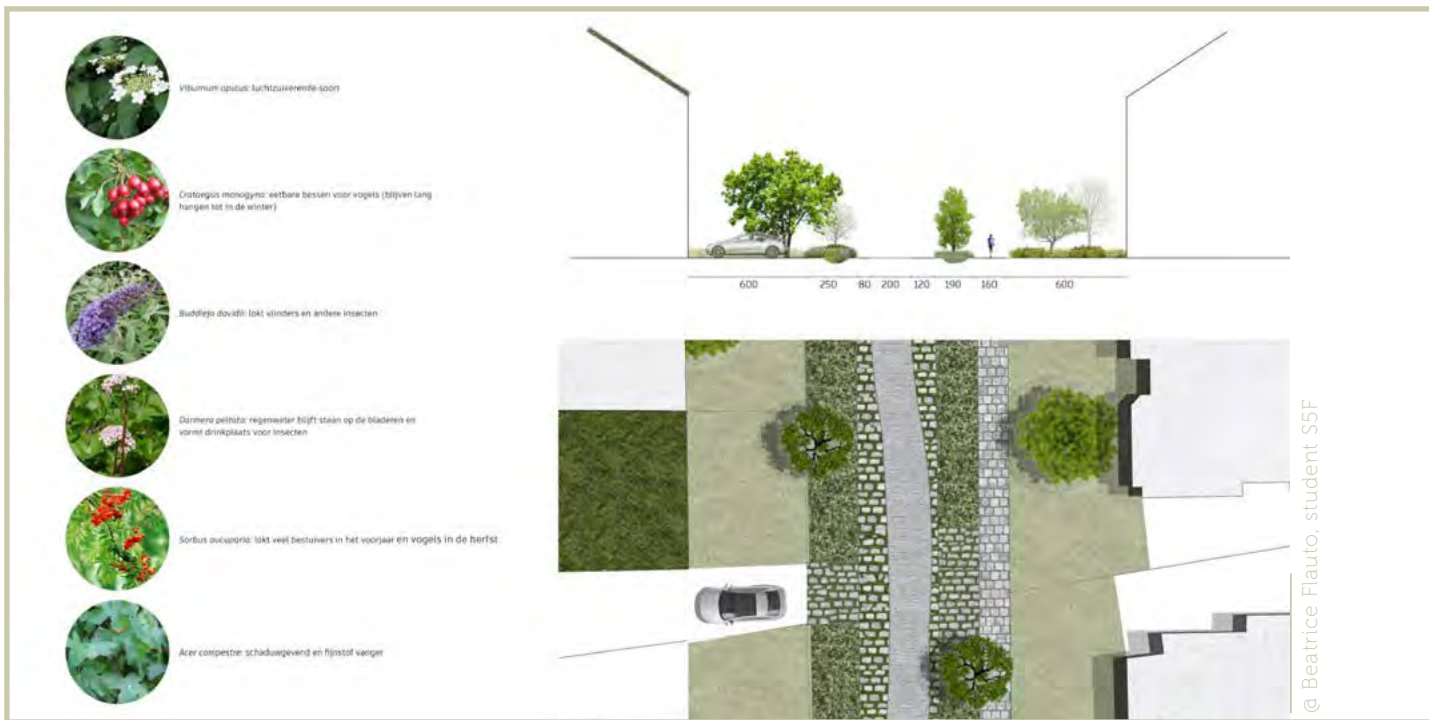 Viburnum opulus: luchtzuiverende-soort
Crataegus monogyna: eetbare bessen voor vogels (blijven lang
hangen tot in de winter)
Buddleja davidii: lokt vlinders en andere insecten
Darmera peltata: regenwater blijft staan op de bladeren en
vormt drinkplaats voor insecten
Sorbus aucuparia: lokt veel bestuivers in het voorjaar en vogels in de herfst
Acer campestre: schaduwgevend en fijnstof vanger
600 250 80 200 120 190 160 600
@ Beatrice Flauto, student SSF